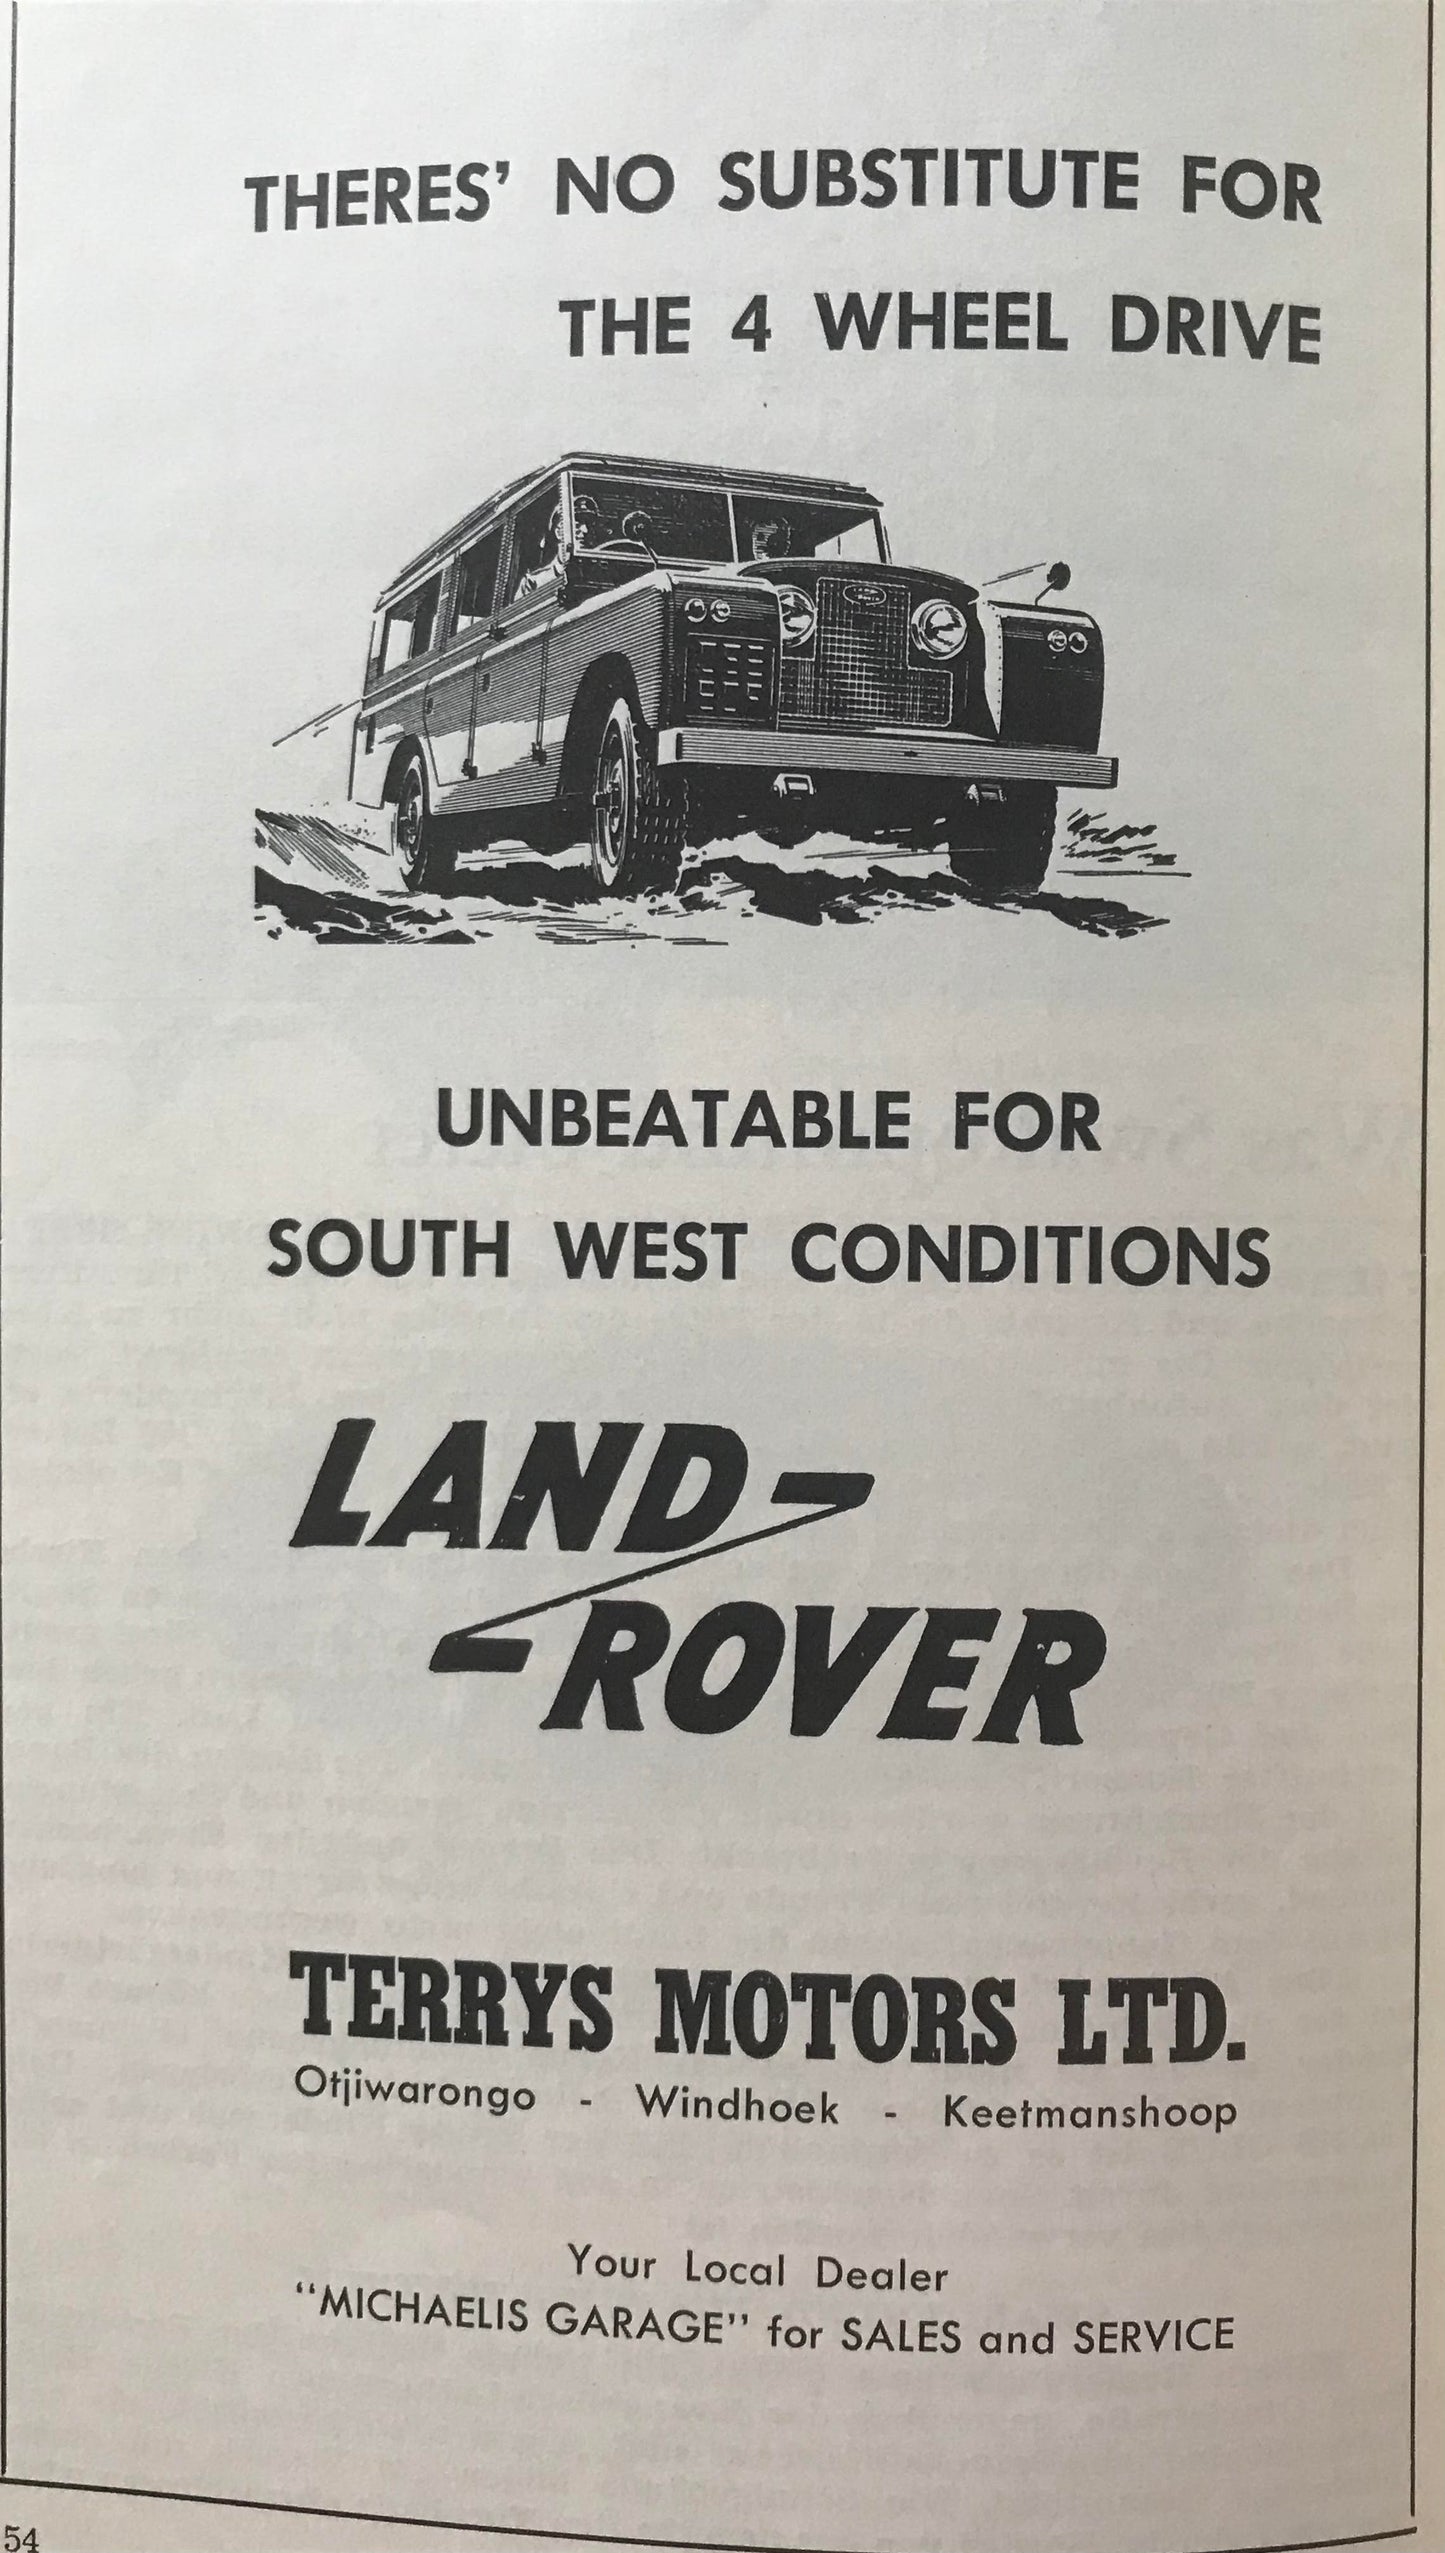 THERES' NO SUBSTITUTE FOR
THE 4 WHEEL DRIVE
UNBEATABLE FOR
SOUTH WEST CONDITIONS
LAND-
-ROVER
TERRYS MOTORS LTD.
Otjiwarongo - Windhoek - Keetmanshoop
Your Local Dealer
"MICHAELIS GARAGE" for SALES and SERVICE
54